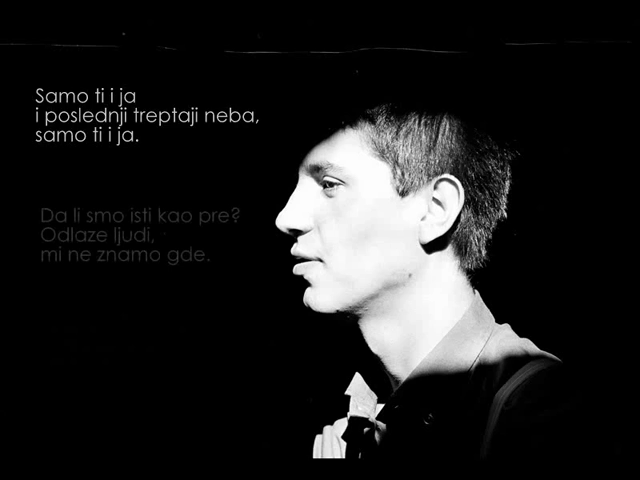 Samo ti i ja
i poslednji treptaji neba,
samo ti i ja.
Da li smo isti kao pre?
Odlaze ljudi,
mi ne znamo gde.